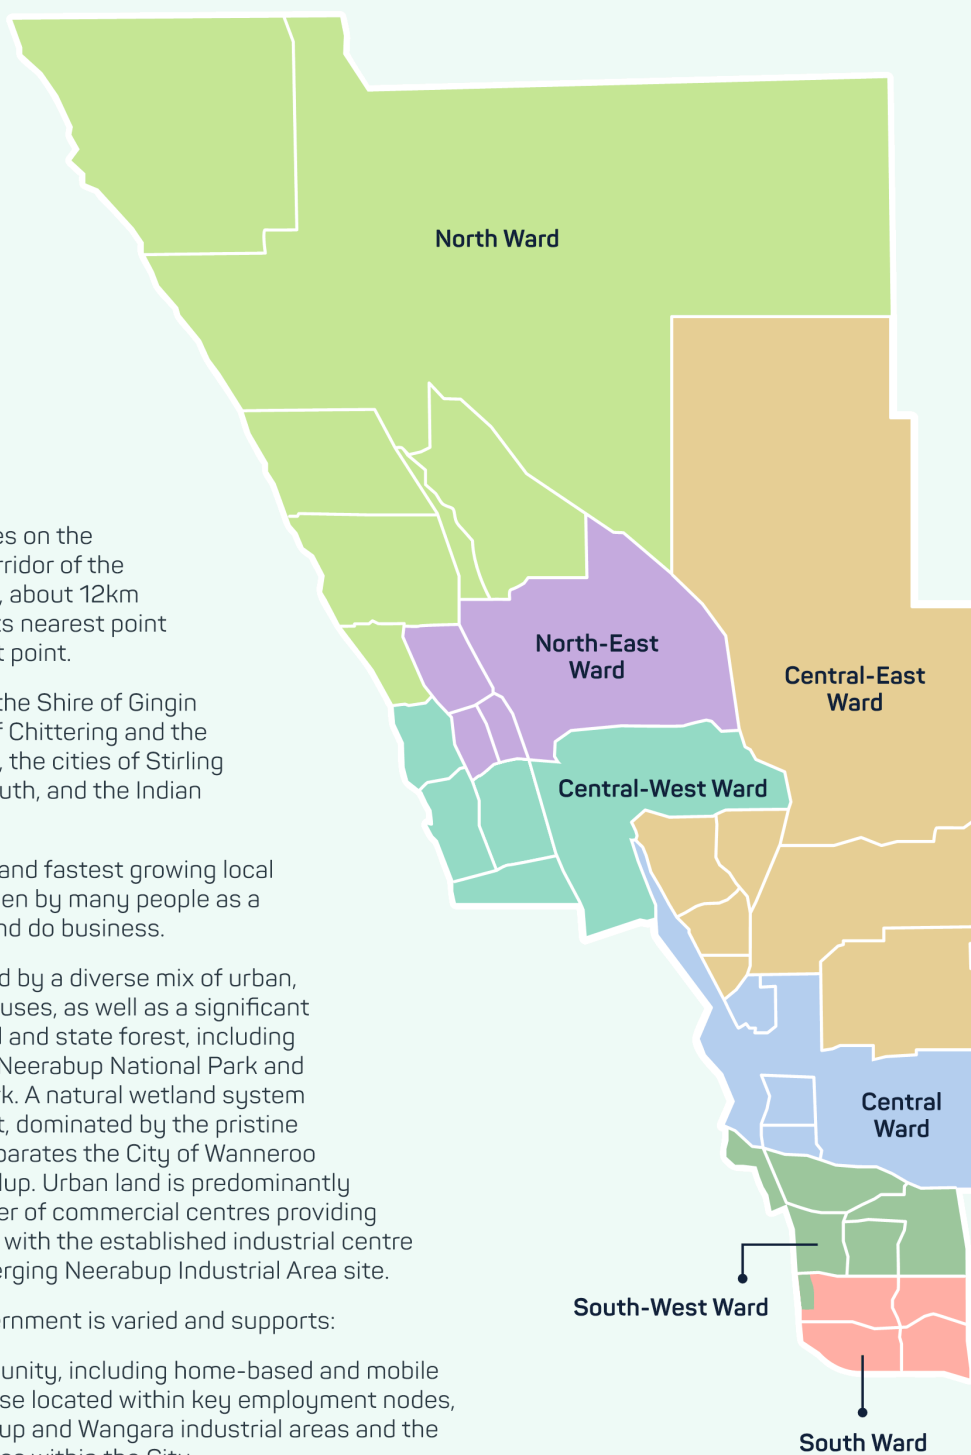 North Ward
North-East
Ward
Central-East
Ward
Central-West Ward
Central
Ward
South-West Ward
South Ward
es on the
rridor of the
, about 12km
ts nearest point
t point.
the Shire of Gingin
f Chittering and the
, the cities of Stirling
uth, and the Indian
and fastest growing local
en by many people as a
nd do business.
d by a diverse mix of urban,
uses, as well as a significant
d and state forest, including
Neerabup National Park and
rk. A natural wetland system
t, dominated by the pristine
parates the City of Wanneroo
lup. Urban land is predominantly
er of commercial centres providing
with the established industrial centre
erging Neerabup Industrial Area site.
ernment is varied and supports:
unity, including home-based and mobile
se located within key employment nodes,
up and Wangara industrial areas and the